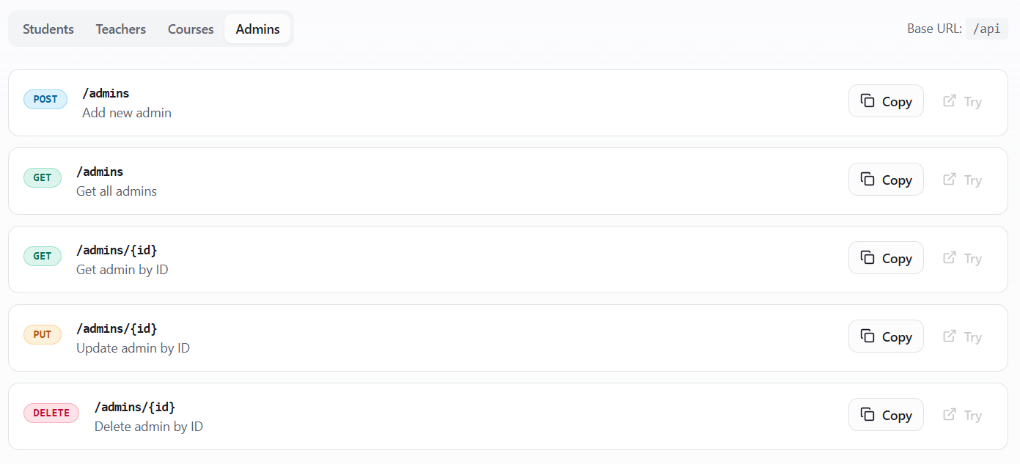 Students Teachers Courses Admins Base URL: /api
POST /admins Copy Try
Add new admin
GET /admins Copy Try
Get all admins
GET /admins/{id} Copy Try
Get admin by ID
PUT /admins/{id} Copy Try
Update admin by ID
DELETE /admins/{id} Copy Try
Delete admin by ID